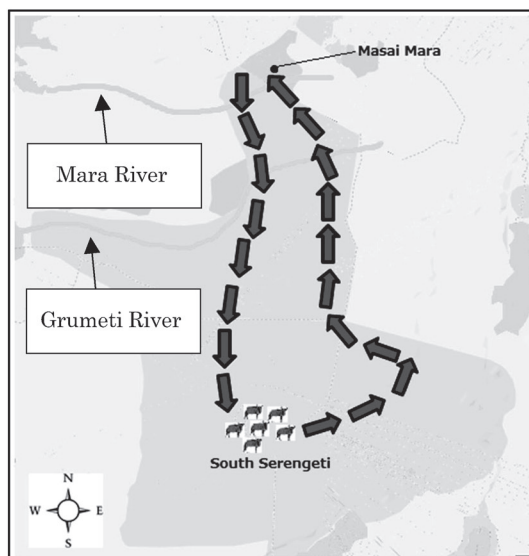 Masai Mara
Mara River
Grumeti River
South Serengeti
N
W E
S